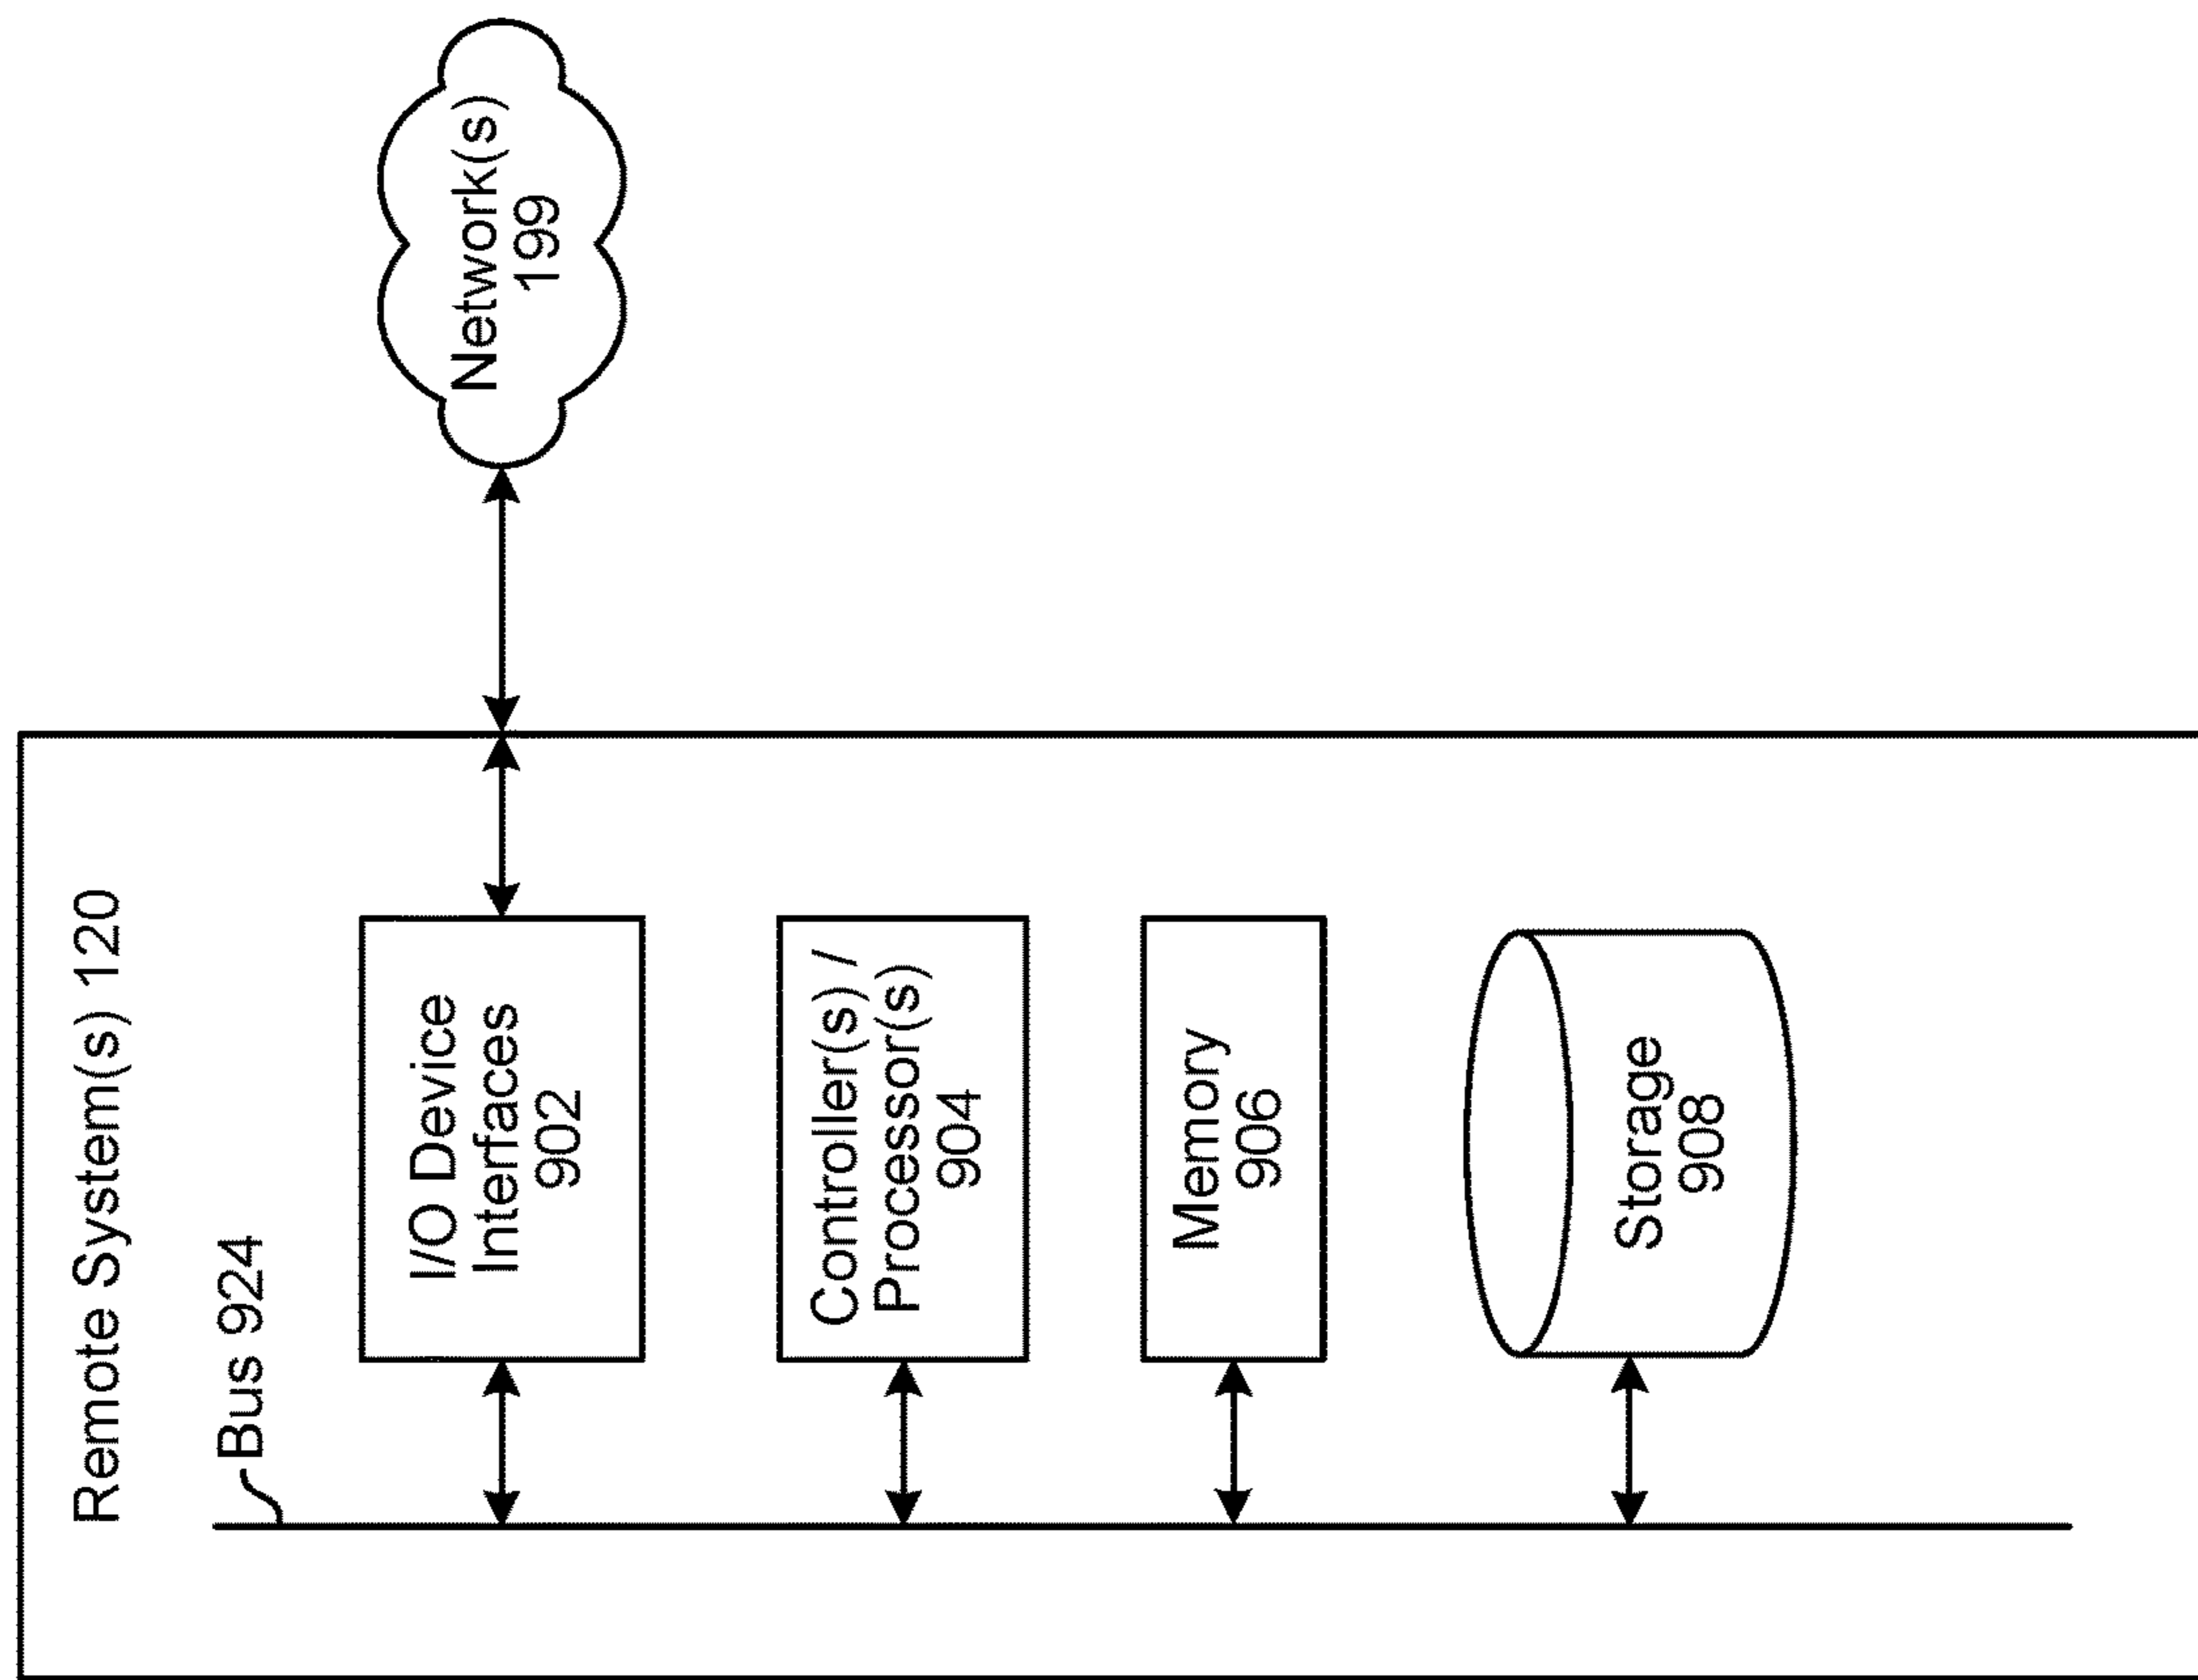 Remote System(s) 120
Bus 924
I/O Device
Interfaces
902
Controller(s) /
Processor(s)
904
Memory
906
Storage
908
Network(s)
199